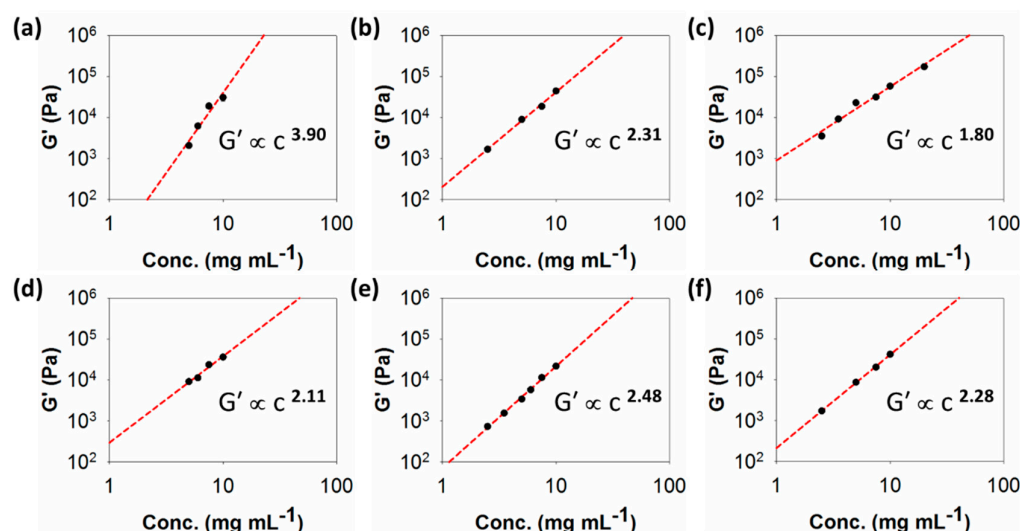 (a) (b) (c)
10⁶ 10⁶ 10⁶
10⁵ 10⁵ 10⁵
10⁴ 10⁴ 10⁴
10³ 10³ 10³
10² 10² 10²
G' (Pa) G' (Pa) G' (Pa)
G′ ∝ c 3.90 G′ ∝ c 2.31 G′ ∝ c 1.80
1 10 100 1 10 100 1 10 100
Conc. (mg mL⁻¹) Conc. (mg mL⁻¹) Conc. (mg mL⁻¹)
(d) (e) (f)
10⁶ 10⁶ 10⁶
10⁵ 10⁵ 10⁵
10⁴ 10⁴ 10⁴
10³ 10³ 10³
10² 10² 10²
G' (Pa) G' (Pa) G' (Pa)
G′ ∝ c 2.11 G′ ∝ c 2.48 G′ ∝ c 2.28
1 10 100 1 10 100 1 10 100
Conc. (mg mL⁻¹) Conc. (mg mL⁻¹) Conc. (mg mL⁻¹)